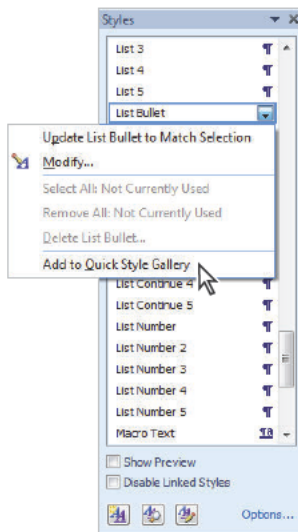 Styles
List 3
List 4
List 5
List Bullet
Update List Bullet to Match Selection
Modify...
Select All: Not Currently Used
Remove All: Not Currently Used
Delete List Bullet...
Add to Quick Style Gallery
List Continue 4
List Continue 5
List Number
List Number 2
List Number 3
List Number 4
List Number 5
Macro Text
Show Preview
Disable Linked Styles
Options...